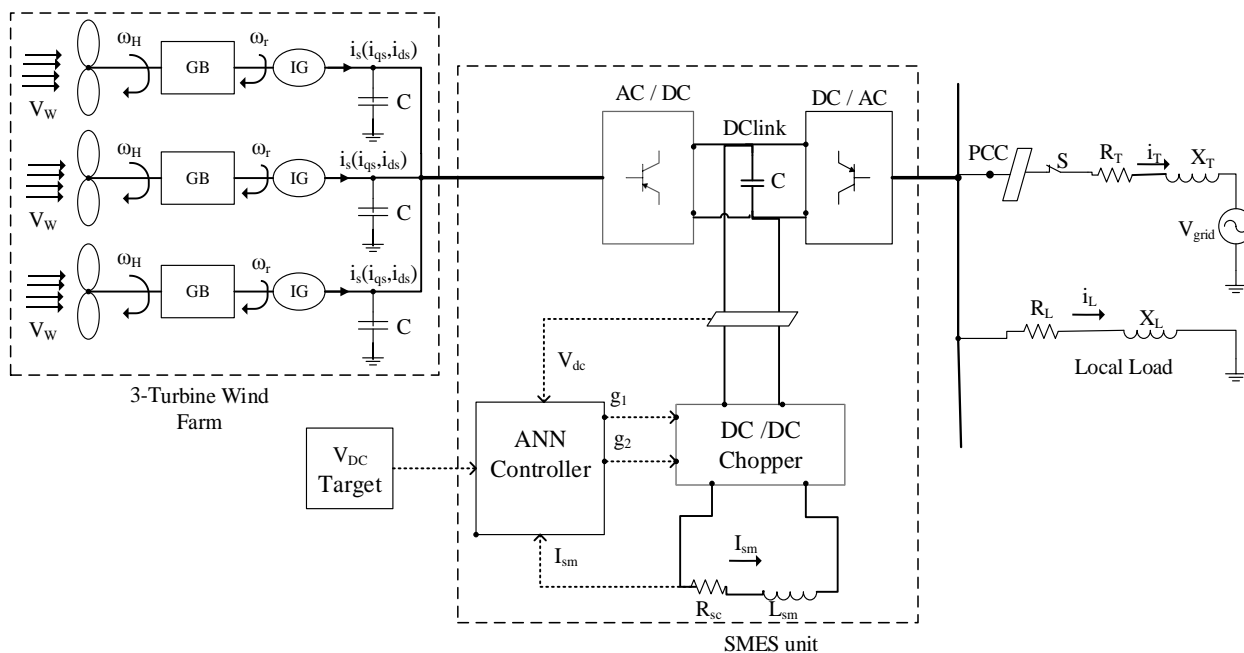 ω_H
ω_r
i_s(i_qs,i_ds)
GB
IG
V_W
C
ω_H
ω_r
i_s(i_qs,i_ds)
GB
IG
V_W
C
ω_H
ω_r
i_s(i_qs,i_ds)
GB
IG
V_W
C
3-Turbine Wind
Farm
AC / DC
DC / AC
DClink
C
V_dc
g_1
g_2
ANN
Controller
DC /DC
Chopper
V_DC
Target
I_sm
I_sm
R_sc
L_sm
SMES unit
PCC
S
R_T
i_T
X_T
V_grid
R_L
i_L
X_L
Local Load